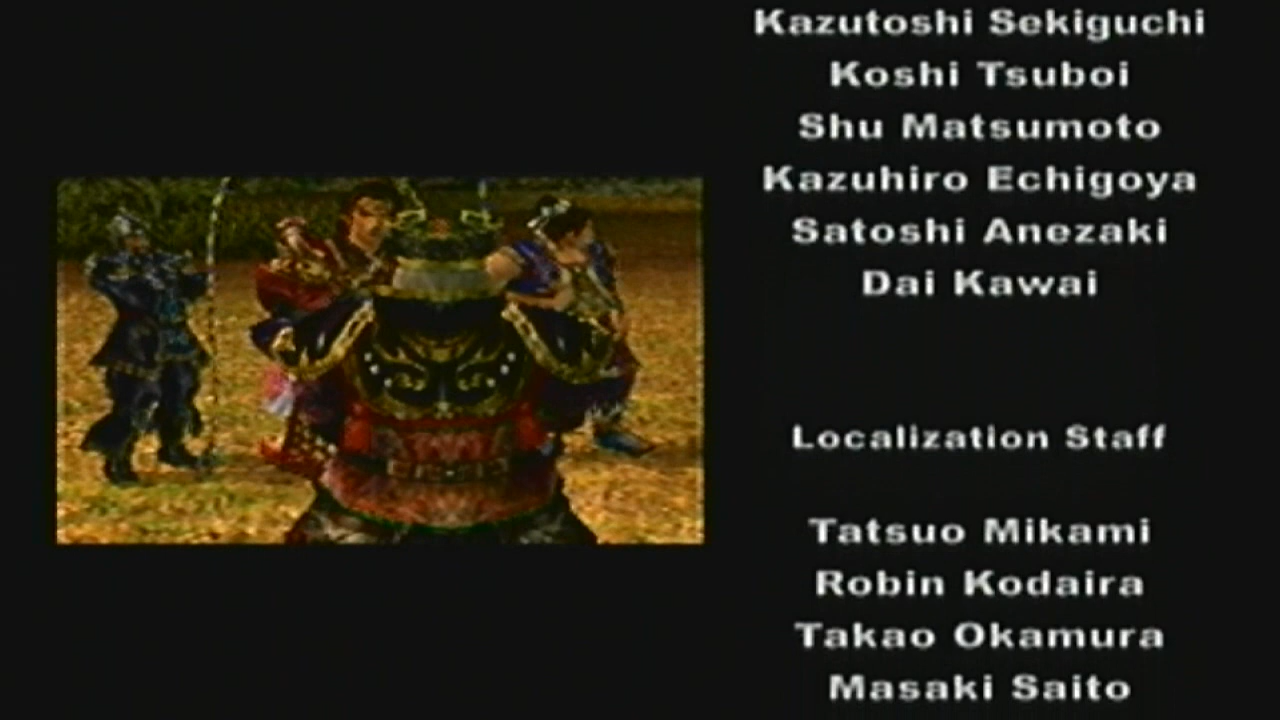 Kazutoshi Sekiguchi
Koshi Tsuboi
Shu Matsumoto
Kazuhiro Echigoya
Satoshi Anezaki
Dai Kawai
Localization Staff
Tatsuo Mikami
Robin Kodaira
Takao Okamura
Masaki Saito